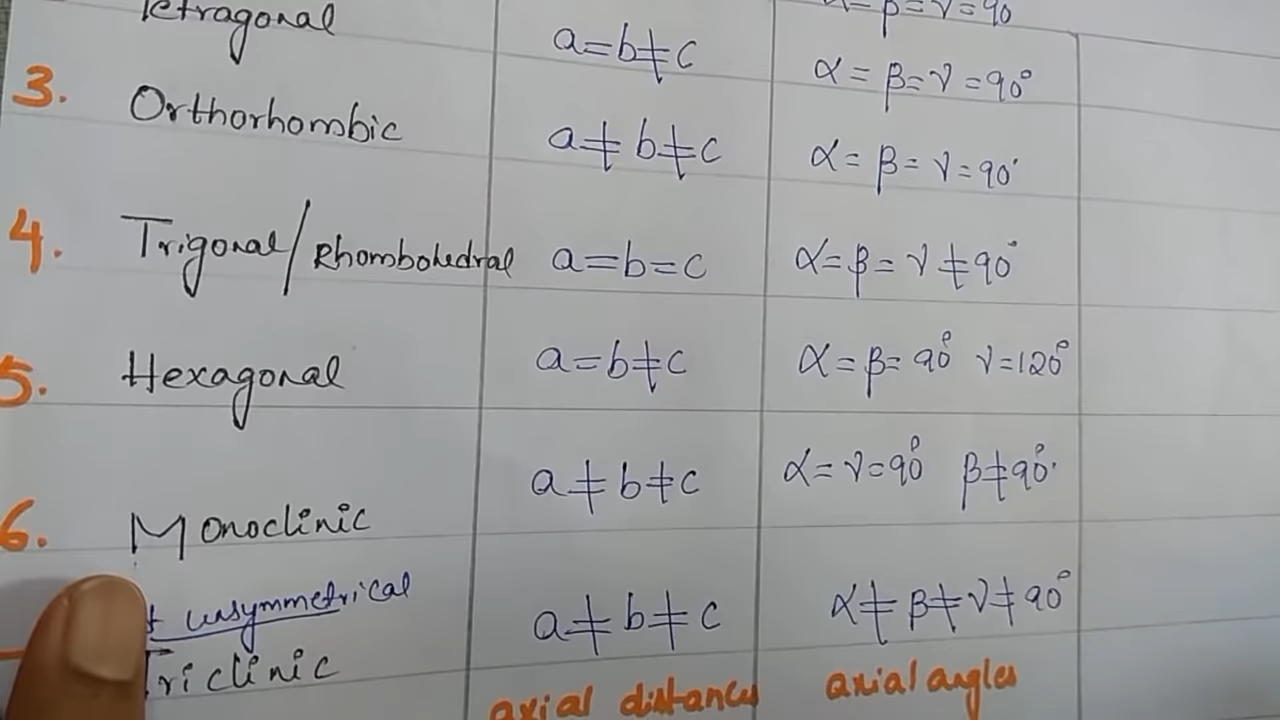 α = β = γ = 90
Tetragonal a = b ≠ c α = β = γ = 90°
3. Orthorhombic a ≠ b ≠ c α = β = γ = 90°
4. Trigonal/Rhombohedral a = b = c α = β = γ ≠ 90°
5. Hexagonal a = b ≠ c α = β = 90° γ = 120°
6. Monoclinic a ≠ b ≠ c α = γ = 90° β ≠ 90°
unsymmetrical
Triclinic a ≠ b ≠ c α ≠ β ≠ γ ≠ 90°
axial distances axial angles